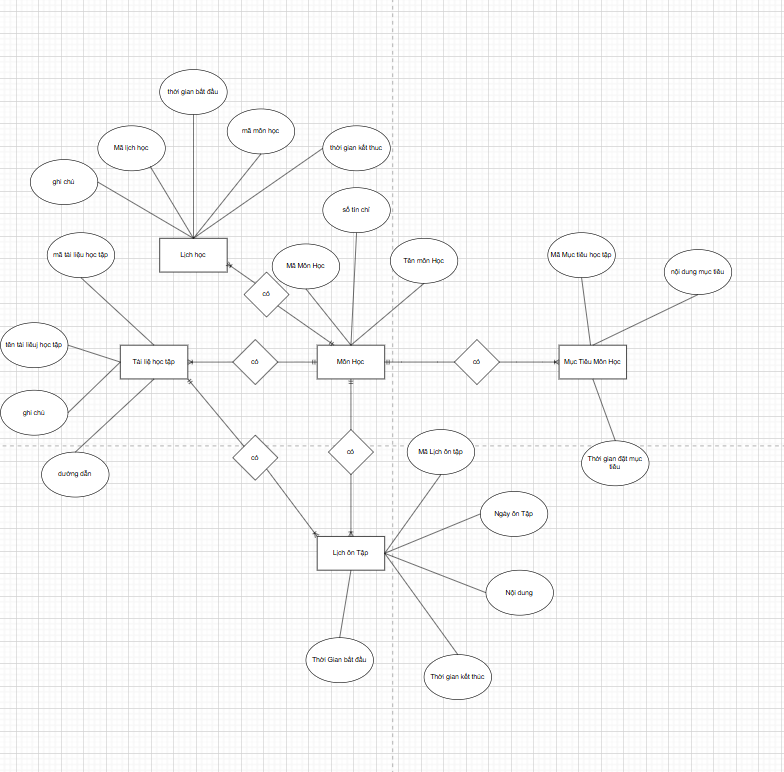 thời gian bắt đầu
mã môn học
Mã lịch học
thời gian kết thuc
ghi chú
số tín chí
Lịch học
mã tài liệu học tập
Mã Môn Học
Tên môn Học
Mã Mục tiêu học tập
nội dung mục tiêu
có
tên tài liêuj học tập
Tài liệ học tập
có
Môn Học
có
Mục Tiêu Môn Học
ghi chú
có
có
Mã Lịch ôn tập
Thời gian đặt mục
tiêu
dường dẫn
Ngày ôn Tập
Lịch ôn Tập
Nội dung
Thời Gian bắt đầu
Thời gian kết thúc